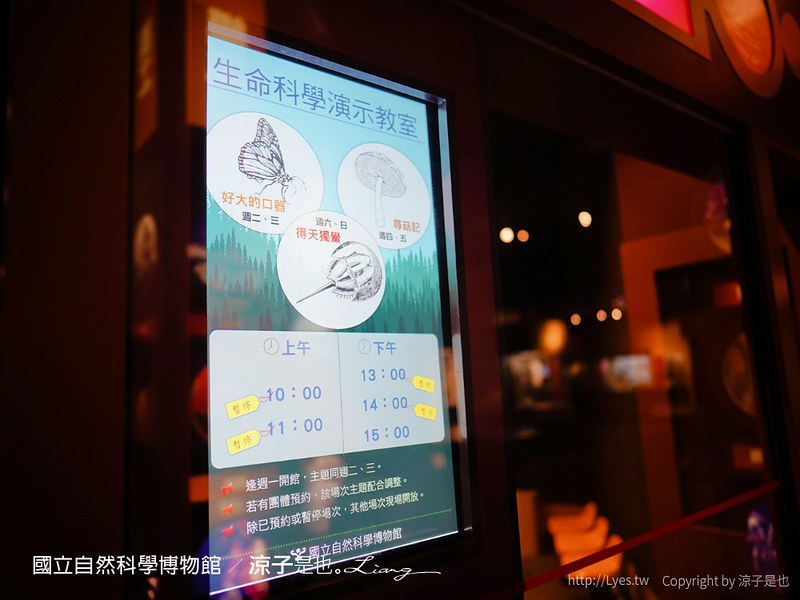 生命科學演示教室
好大的口器
週二、三
週六、日
得天獨鱟
尋菇記
週四、五
上午
下午
暫停 10:00
暫停 11:00
13:00 暫停
14:00 暫停
15:00
1. 逢週一開館，主題同週二、三。
2. 若有團體預約，該場次主題配合調整。
3. 除已預約或暫停場次，其他場次現場開放。
國立自然科學博物館
國立自然科學博物館 / 涼子是也。Liang
http://Lyes.tw Copyright by 涼子是也